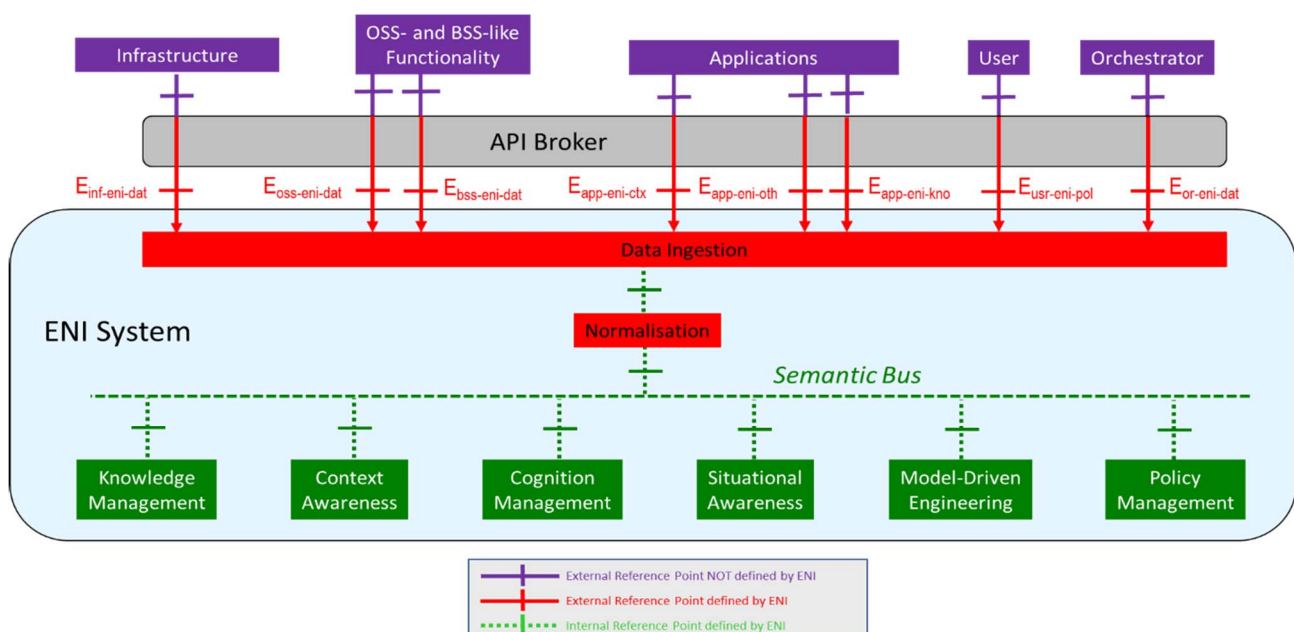 OSS- and BSS-like
Functionality
Infrastructure
Applications
User
Orchestrator
API Broker
Einf-eni-dat
Eoss-eni-dat
Ebss-eni-dat
Eapp-eni-ctx
Eapp-eni-oth
Eapp-eni-kno
Eusr-eni-pol
Eor-eni-dat
Data Ingestion
ENI System
Normalisation
Semantic Bus
Knowledge
Management
Context
Awareness
Cognition
Management
Situational
Awareness
Model-Driven
Engineering
Policy
Management
External Reference Point NOT defined by ENI
External Reference Point defined by ENI
Internal Reference Point defined by ENI